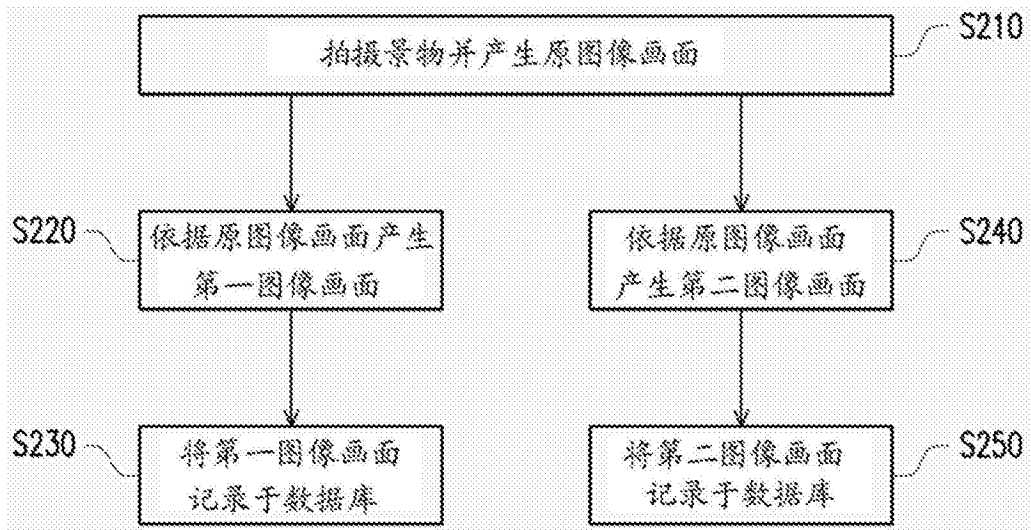 拍摄景物并产生原图像画面
S210
S220
依据原图像画面产生
第一图像画面
依据原图像画面
产生第二图像画面
S240
S230
将第一图像画面
记录于数据库
将第二图像画面
记录于数据库
S250